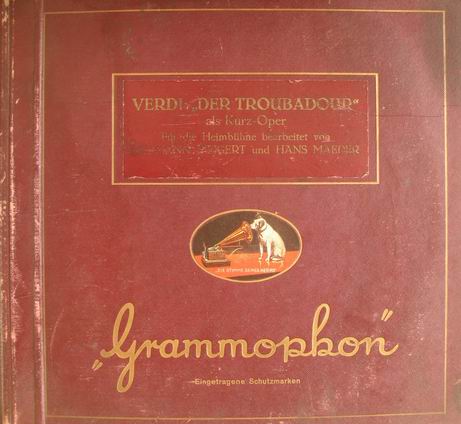 VERDI: „DER TROUBADOUR“
als Kurz-Oper
Für die Heimbühne bearbeitet von
WEIGERT und HANS MAEDER
„DIE STIMME SEINES HERRN“
„Grammophon“
Eingetragene Schutzmarken